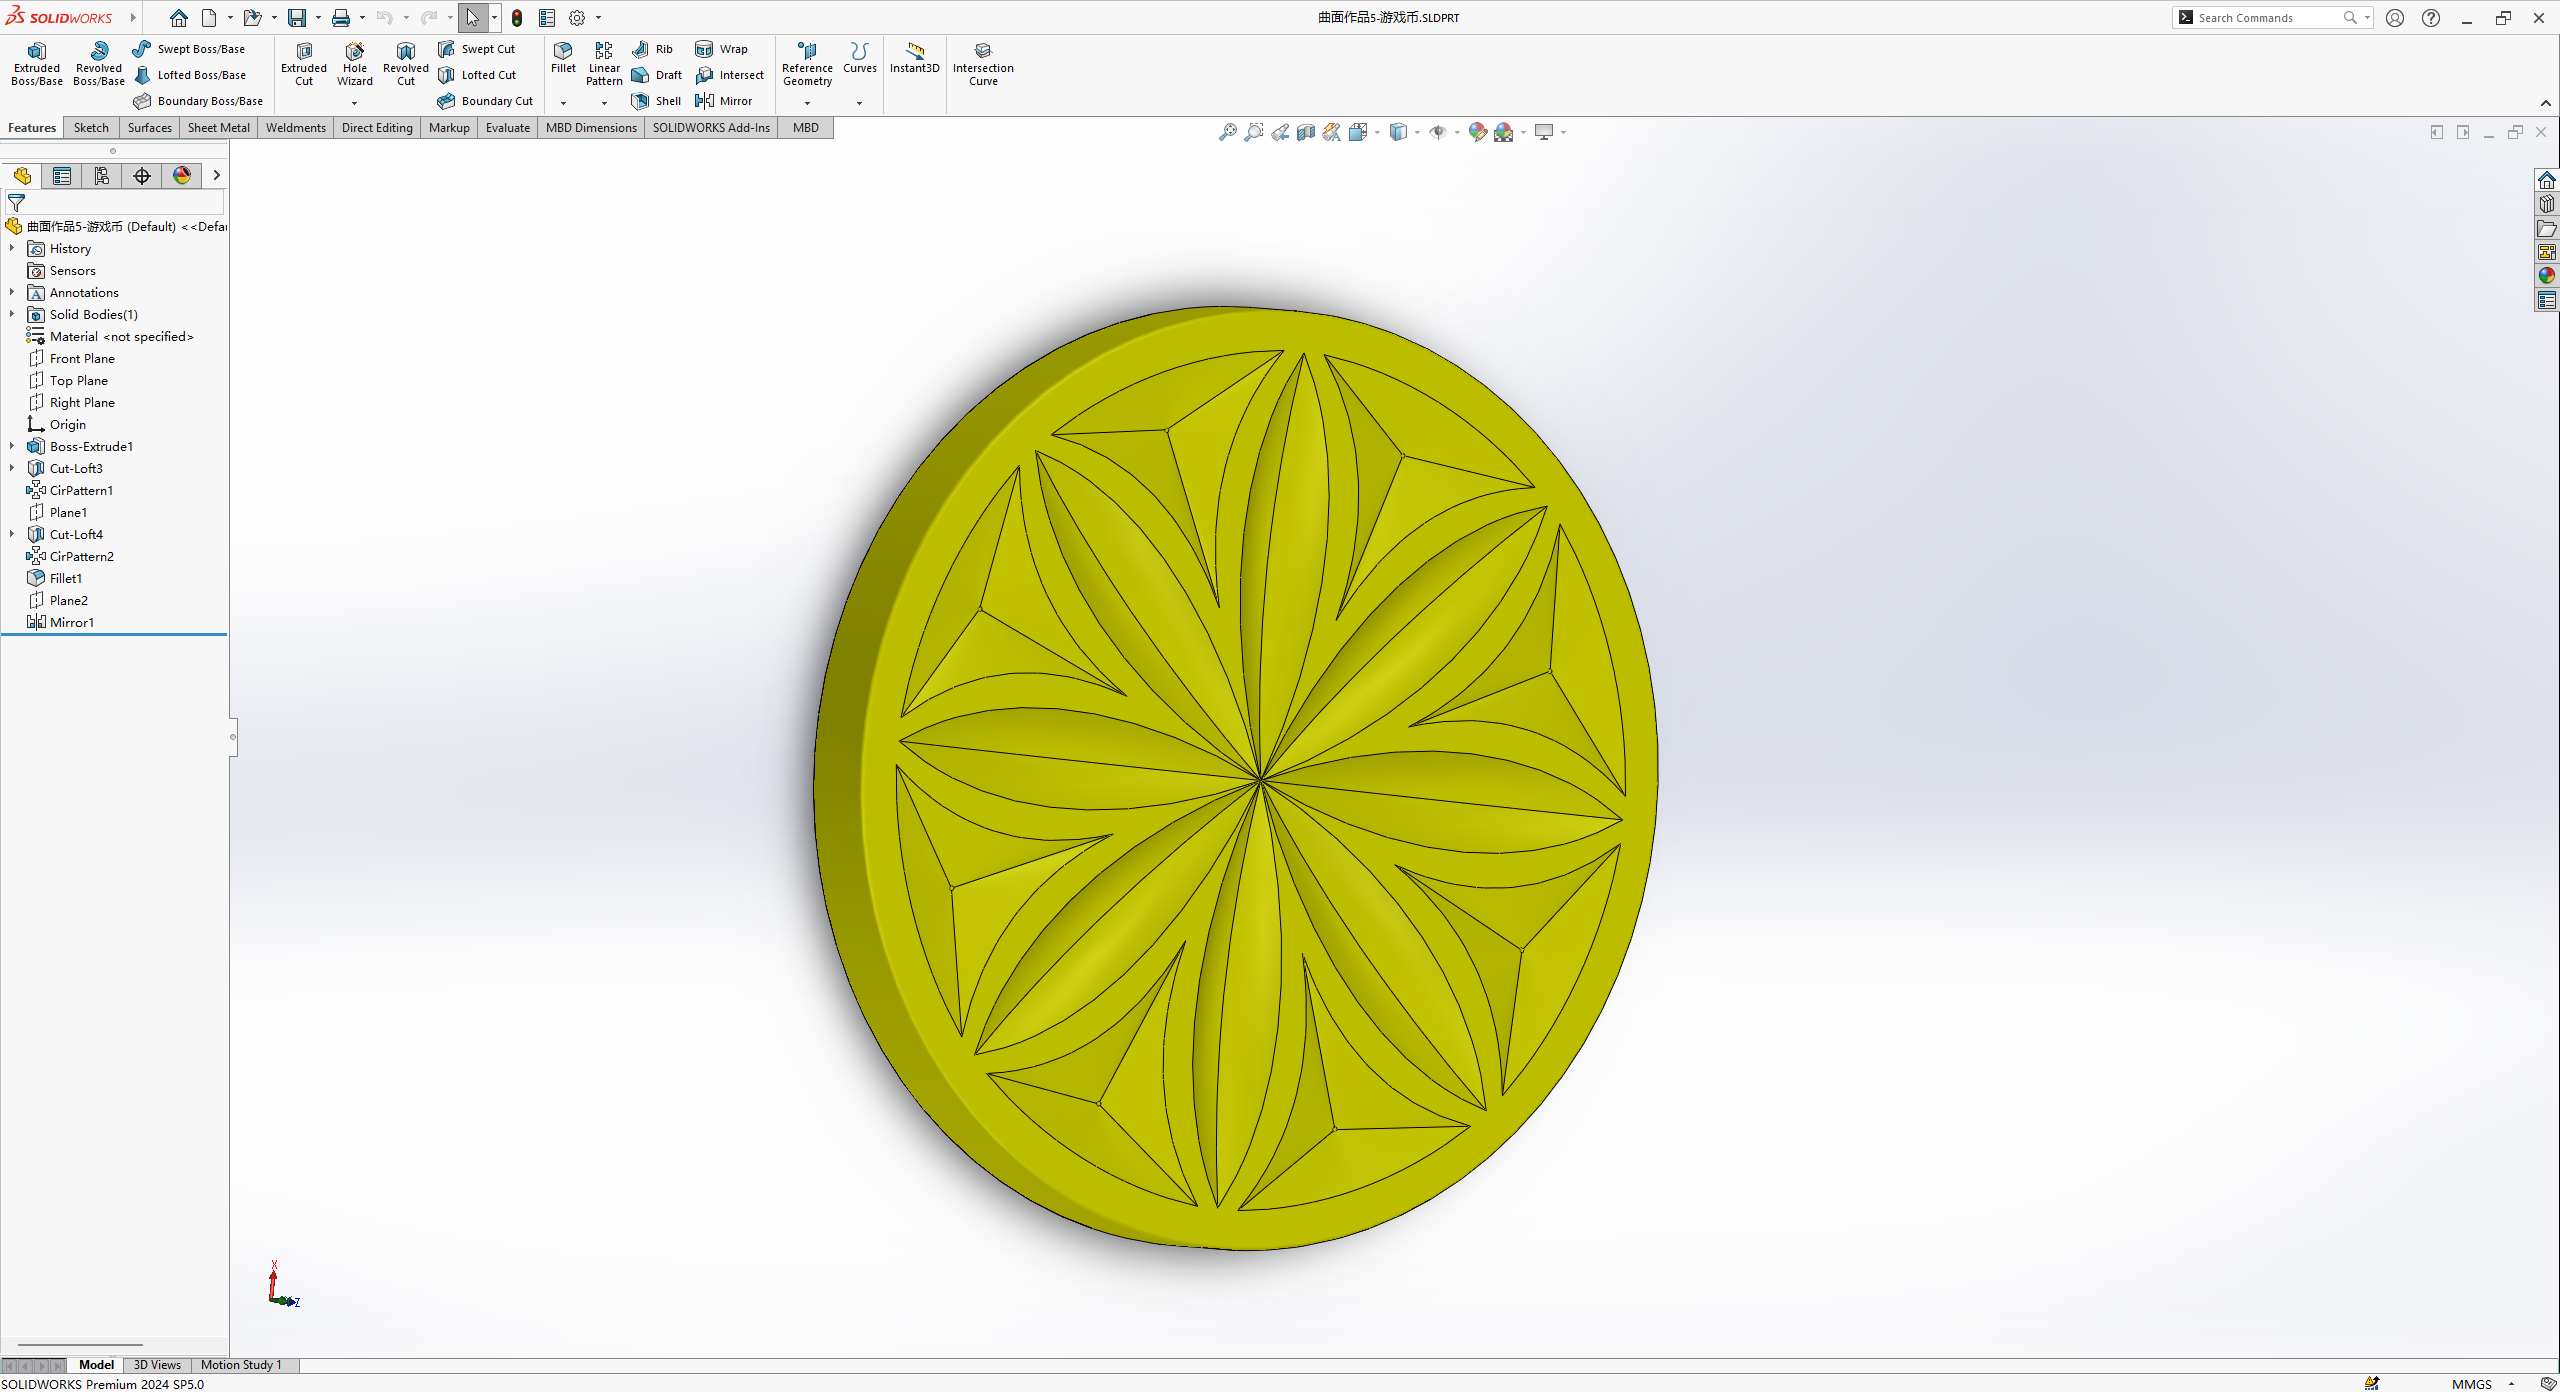 SOLIDWORKS
曲面作品5-游戏币.SLDPRT
Search Commands
Extruded Boss/Base
Revolved Boss/Base
Swept Boss/Base
Lofted Boss/Base
Boundary Boss/Base
Extruded Cut
Hole Wizard
Revolved Cut
Swept Cut
Lofted Cut
Boundary Cut
Fillet
Linear Pattern
Rib
Draft
Shell
Wrap
Intersect
Mirror
Reference Geometry
Curves
Instant3D
Intersection Curve
Features
Sketch
Surfaces
Sheet Metal
Weldments
Direct Editing
Markup
Evaluate
MBD Dimensions
SOLIDWORKS Add-Ins
MBD
曲面作品5-游戏币 (Default) <<Defau
History
Sensors
Annotations
Solid Bodies(1)
Material <not specified>
Front Plane
Top Plane
Right Plane
Origin
Boss-Extrude1
Cut-Loft3
CirPattern1
Plane1
Cut-Loft4
CirPattern2
Fillet1
Plane2
Mirror1
X
Z
Model
3D Views
Motion Study 1
SOLIDWORKS Premium 2024 SP5.0
MMGS